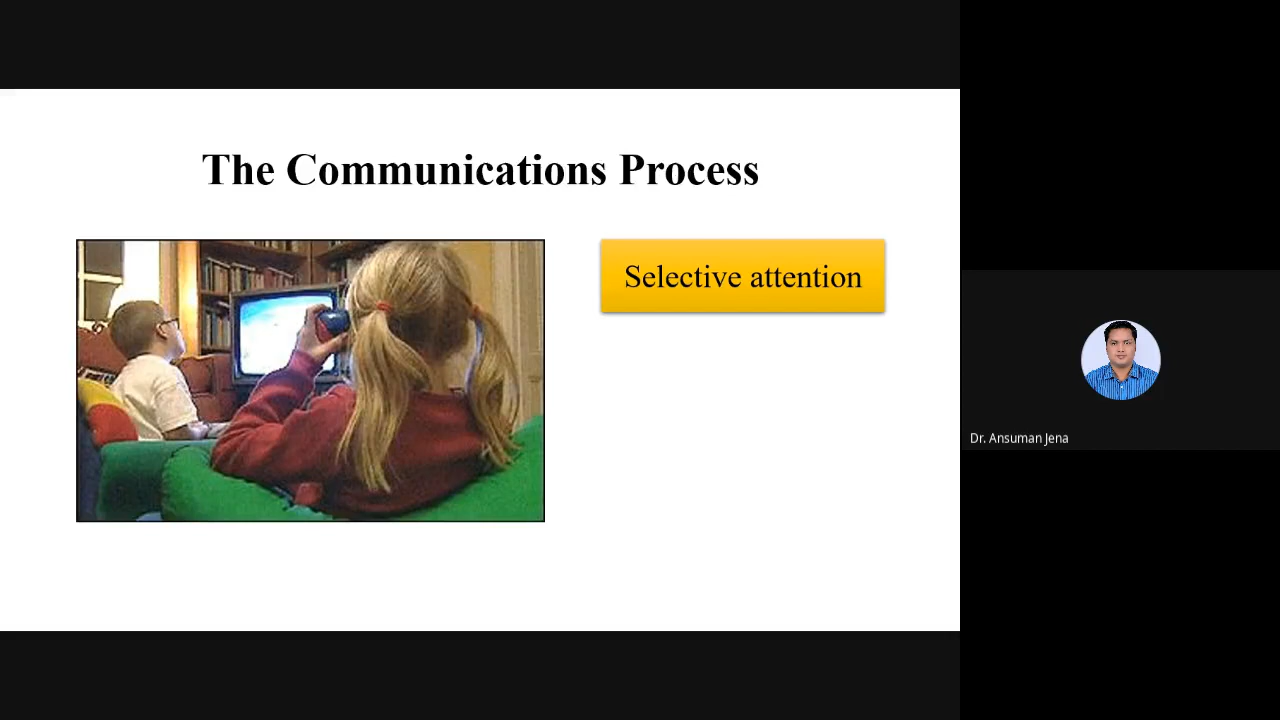 The Communications Process
Selective attention
Dr. Ansuman Jena